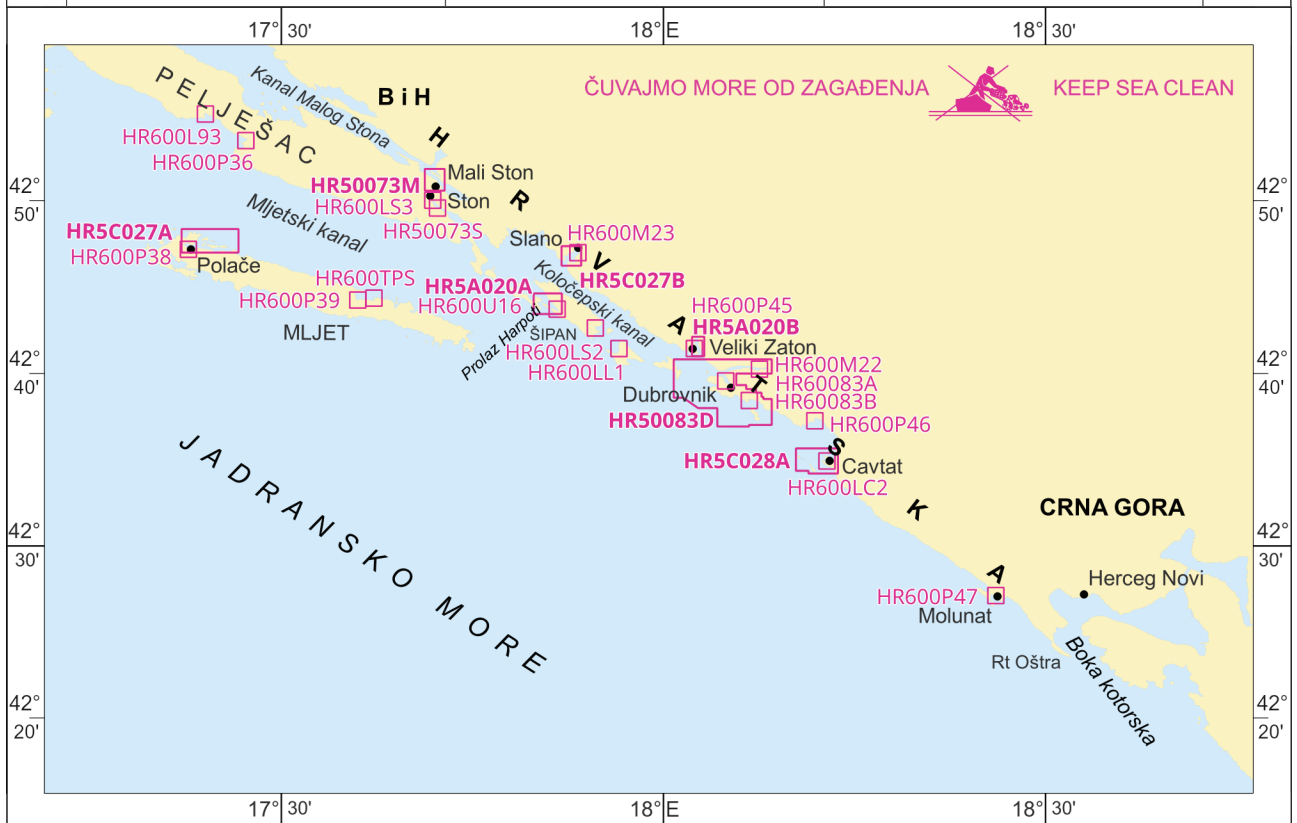 17° 30'
18° E
18° 30'
ČUVAJMO MORE OD ZAGAĐENJA
KEEP SEA CLEAN
PELJEŠAC
Kanal Malog Stona
BiH
HRVATSKA
HR600L93
HR600P36
Mali Ston
HR50073M
42°
50'
42°
50'
HR600LS3
Ston
Mljetski kanal
HR50073S
HR5C027A
HR600P38
Polače
Slano
HR600M23
HR5C027B
Koločepski kanal
HR600TPS
HR5A020A
HR600P39
HR600U16
HR600P45
HR5A020B
MLJET
Prolaz Harpoti
ŠIPAN
Veliki Zaton
HR600LS2
HR600LL1
HR600M22
42°
40'
42°
40'
HR60083A
Dubrovnik
HR60083B
HR50083D
HR600P46
HR5C028A
Cavtat
HR600LC2
JADRANSKO MORE
CRNA GORA
42°
30'
42°
30'
Herceg Novi
HR600P47
Molunat
Rt Oštra
Boka kotorska
42°
20'
42°
20'
17° 30'
18° E
18° 30'